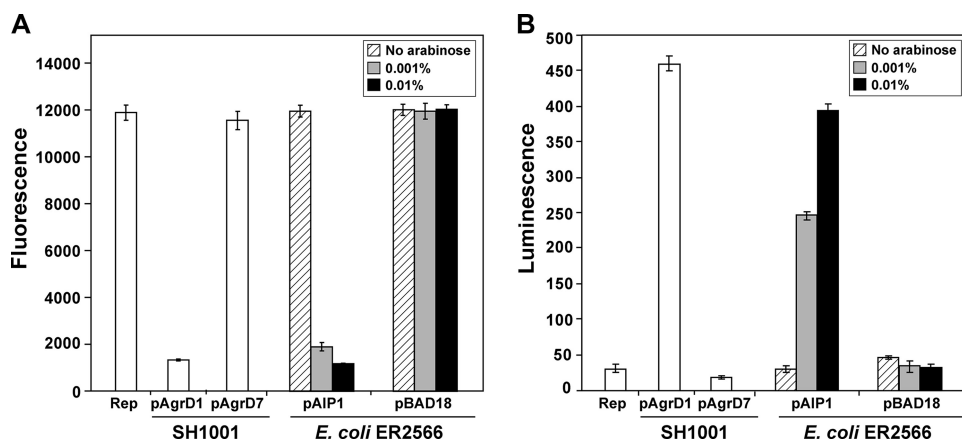 A
Fluorescence
14000
12000
10000
8000
6000
4000
2000
0
No arabinose
0.001%
0.01%
Rep pAgrD1 pAgrD7 pAIP1 pBAD18
SH1001 E. coli ER2566
B
Luminescence
500
450
400
350
300
250
200
150
100
50
0
No arabinose
0.001%
0.01%
Rep pAgrD1 pAgrD7 pAIP1 pBAD18
SH1001 E. coli ER2566